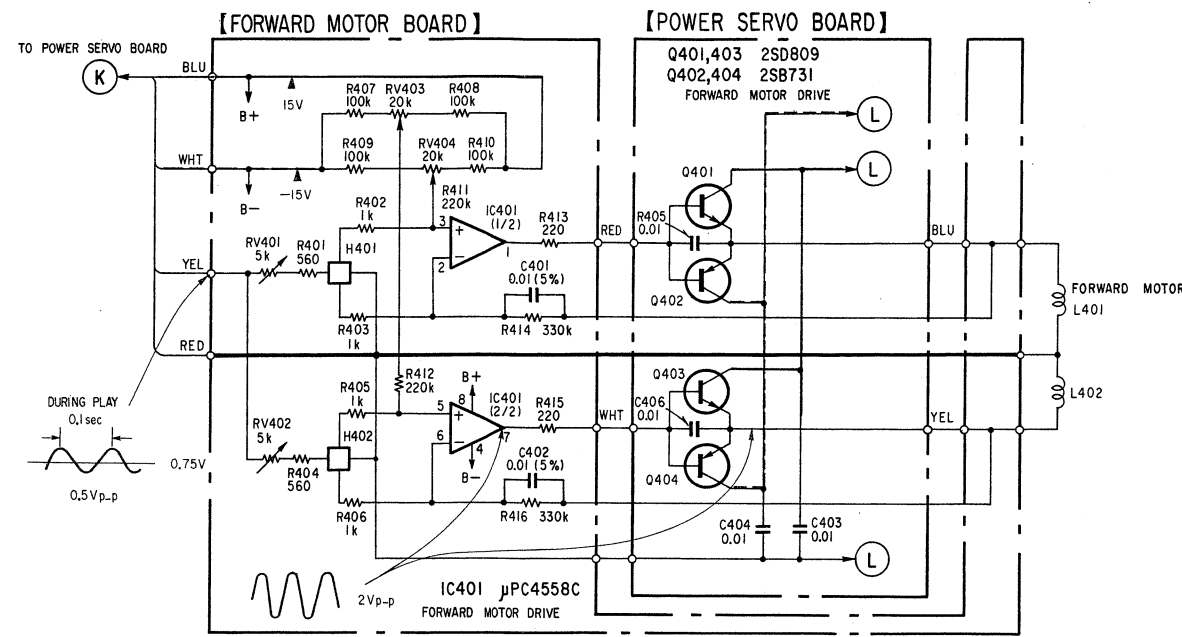 【FORWARD MOTOR BOARD】
【POWER SERVO BOARD】
TO POWER SERVO BOARD
K
BLU
B+
15V
R407
100k
RV403
20k
R408
100k
WHT
B−
−15V
R409
100k
RV404
20k
R410
100k
R411
220k
R402
1k
3
+
−
2
1
IC401
(1/2)
R413
220
RED
RV401
5k
R401
560
H401
YEL
C401
0.01 (5%)
R403
1k
R414
330k
RED
R412
220k
R405
1k
B+
8
5
+
−
6
7
4
B−
IC401
(2/2)
R415
220
WHT
RV402
5k
R404
560
H402
C402
0.01 (5%)
R406
1k
R416
330k
DURING PLAY
0.1sec
0.75V
0.5Vp-p
2Vp-p
IC401 μPC4558C
FORWARD MOTOR DRIVE
Q401,403 2SD809
Q402,404 2SB731
FORWARD MOTOR DRIVE
L
L
Q401
R405
0.01
Q402
BLU
FORWARD MOTOR
L401
Q403
C406
0.01
Q404
YEL
L402
C404
0.01
C403
0.01
L